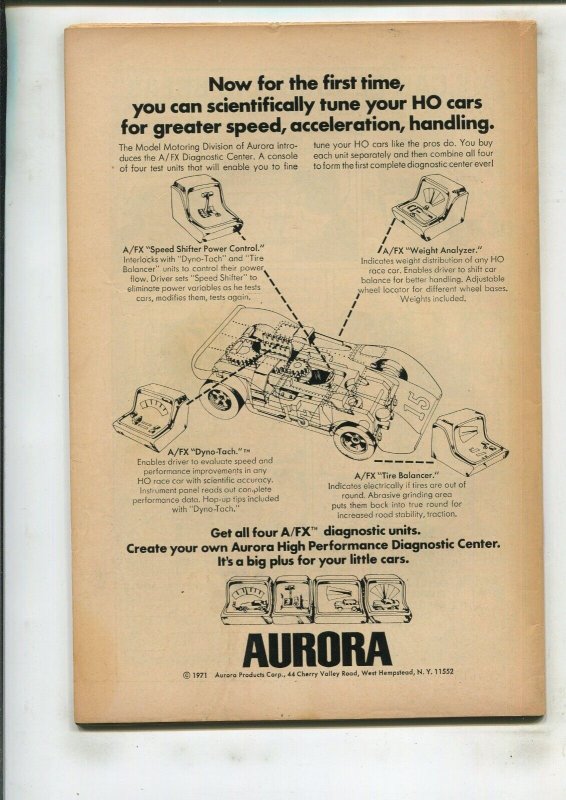 Now for the first time,
you can scientifically tune your HO cars
for greater speed, acceleration, handling.
The Model Motoring Division of Aurora intro-
duces the A/FX Diagnostic Center. A console
of four test units that will enable you to fine
tune your HO cars like the pros do. You buy
each unit separately and then combine all four
to form the first complete diagnostic center ever!
A/FX "Speed Shifter Power Control."
Interlocks with "Dyno-Tach" and "Tire
Balancer" units to control their power
flow. Driver sets "Speed Shifter" to
eliminate power variables as he tests
cars, modifies them, tests again.
A/FX "Weight Analyzer."
Indicates weight distribution of any HO
race car. Enables driver to shift car
balance for better handling. Adjustable
wheel locator for different wheel bases.
Weights included.
15
A/FX "Dyno-Tach."™
Enables driver to evaluate speed and
performance improvements in any
HO race car with scientific accuracy.
Instrument panel reads out complete
performance data. Hop-up tips included
with "Dyno-Tach."
A/FX "Tire Balancer."
Indicates electrically if tires are out of
round. Abrasive grinding area
puts them back into true round for
increased road stability, traction.
Get all four A/FX™ diagnostic units.
Create your own Aurora High Performance Diagnostic Center.
It's a big plus for your little cars.
AURORA
© 1971 Aurora Products Corp., 44 Cherry Valley Road, West Hempstead, N. Y. 11552